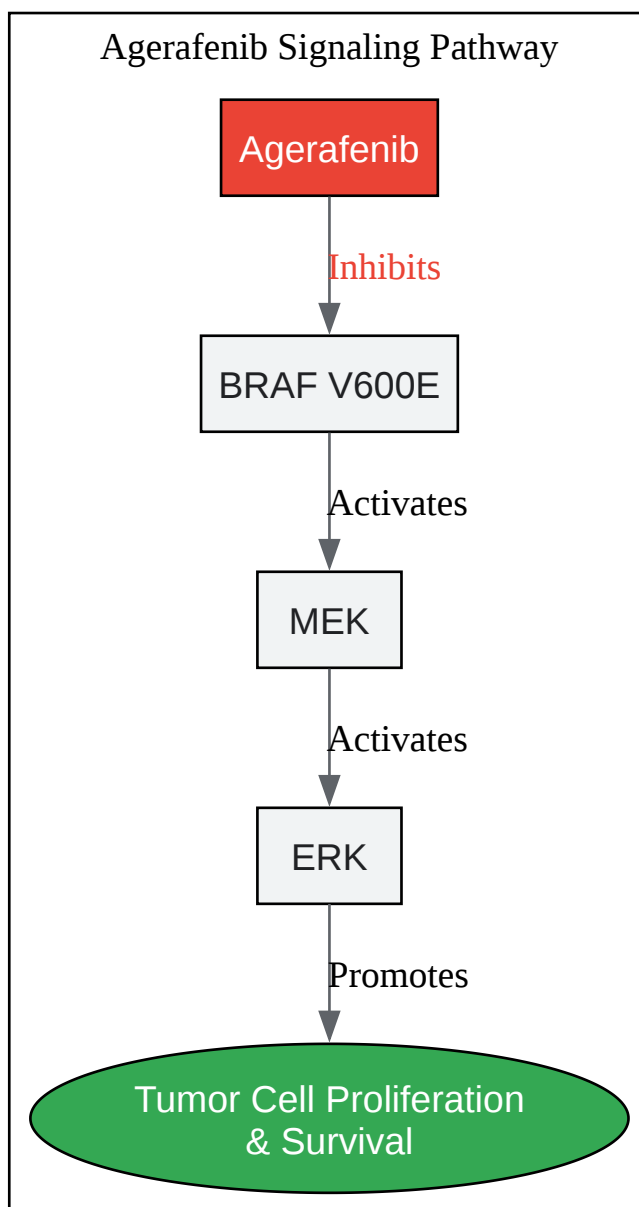 Agerafenib Signaling Pathway
Agerafenib
Inhibits
BRAF V600E
Activates
MEK
Activates
ERK
Promotes
Tumor Cell Proliferation
& Survival